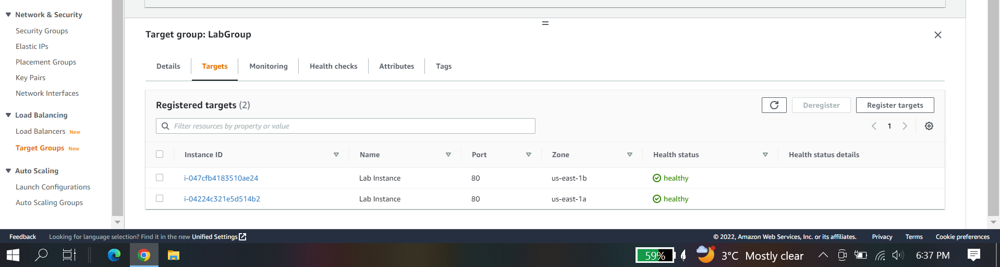 Network & Security
Security Groups
Elastic IPs
Placement Groups
Key Pairs
Network Interfaces
Load Balancing
Load Balancers New
Target Groups New
Auto Scaling
Launch Configurations
Auto Scaling Groups
Target group: LabGroup
Details Targets Monitoring Health checks Attributes Tags
Registered targets (2)
Deregister Register targets
Filter resources by property or value
1
Instance ID Name Port Zone Health status Health status details
i-047cfb4183510ae24 Lab Instance 80 us-east-1b healthy
i-04224c321e5d514b2 Lab Instance 80 us-east-1a healthy
Feedback Looking for language selection? Find it in the new Unified Settings © 2022, Amazon Web Services, Inc. or its affiliates. Privacy Terms Cookie preferences
59% 3°C Mostly clear 6:37 PM